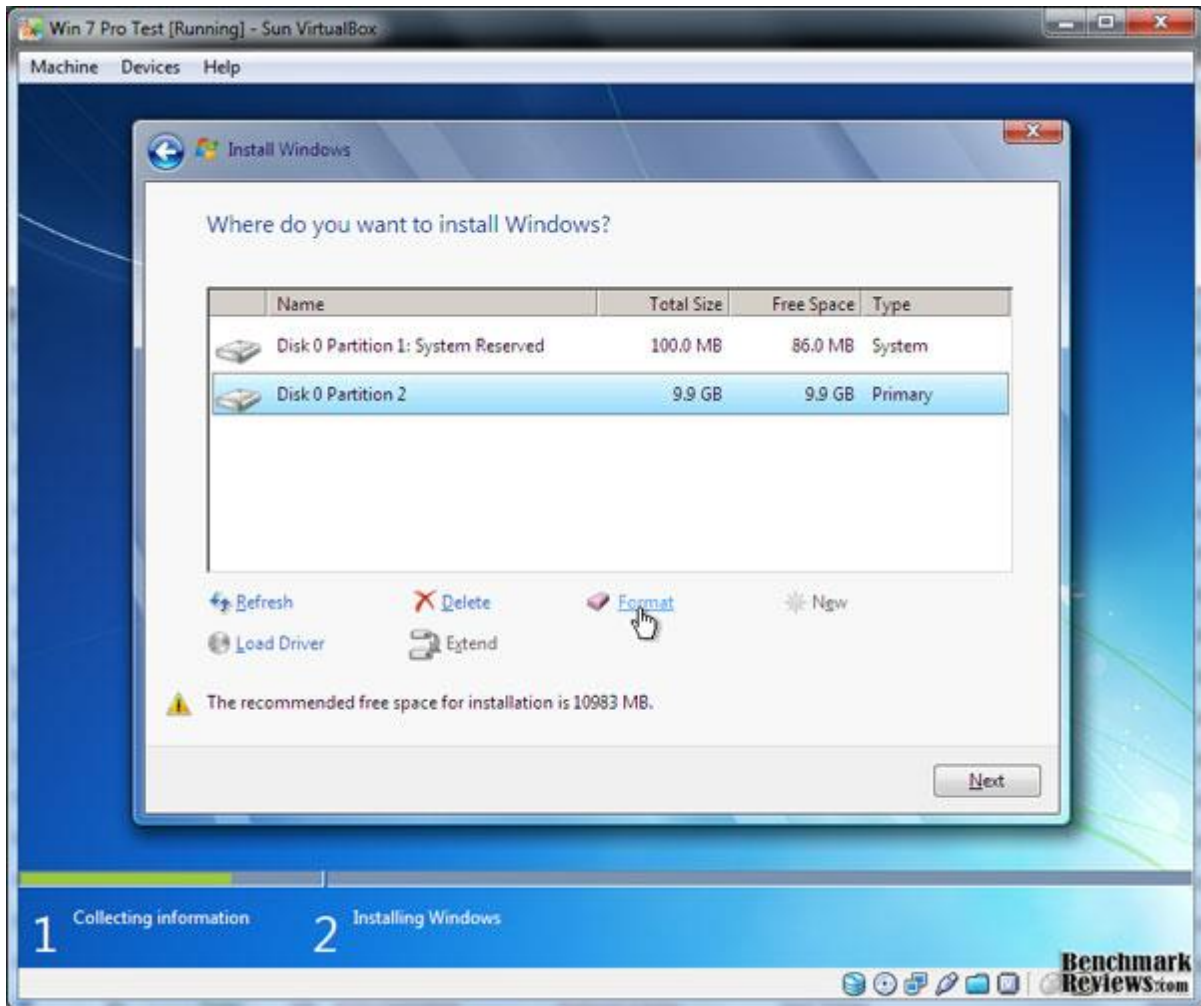 Win 7 Pro Test [Running] - Sun VirtualBox
Machine Devices Help
Install Windows
Where do you want to install Windows?
Name Total Size Free Space Type
Disk 0 Partition 1: System Reserved 100.0 MB 86.0 MB System
Disk 0 Partition 2 9.9 GB 9.9 GB Primary
Refresh Delete Format New
Load Driver Extend
The recommended free space for installation is 10983 MB.
Next
1 Collecting information 2 Installing Windows
Benchmark
Reviews.com